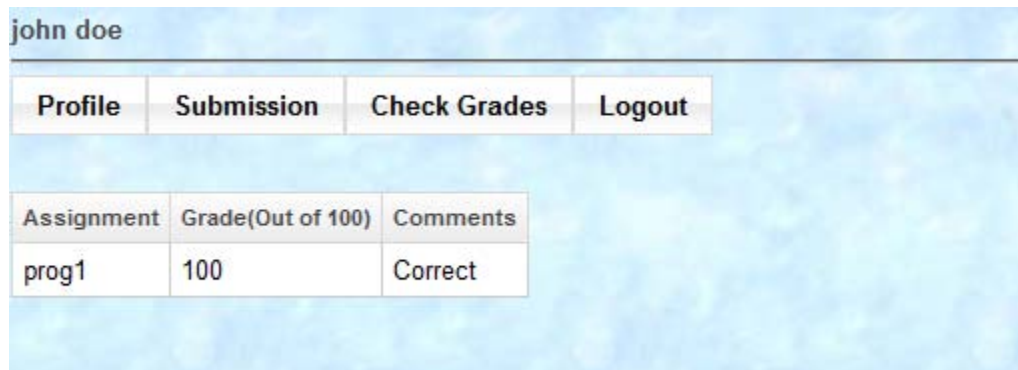 john doe
Profile Submission Check Grades Logout
Assignment Grade(Out of 100) Comments
prog1 100 Correct